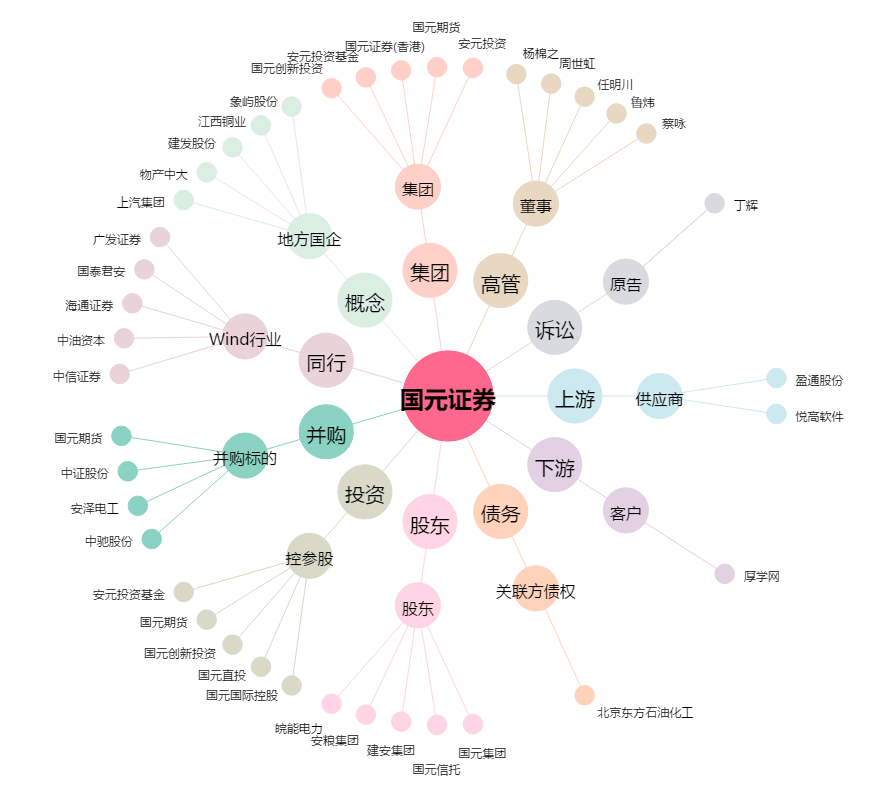 国元期货
国元证券(香港)
安元投资
安元投资基金
国元创新投资
杨棉之
周世虹
任明川
鲁炜
蔡咏
象屿股份
江西铜业
建发股份
物产中大
上汽集团
集团
董事
丁辉
地方国企
广发证券
国泰君安
海通证券
中油资本
中信证券
集团
高管
原告
概念
诉讼
Wind行业
同行
国元证券
上游
供应商
盈通股份
悦高软件
并购
并购标的
国元期货
中证股份
安泽电工
中驰股份
下游
客户
厚学网
投资
股东
债务
控参股
关联方债权
安元投资基金
国元期货
国元创新投资
国元直投
国元国际控股
股东
皖能电力
安粮集团
建安集团
国元信托
国元集团
北京东方石油化工